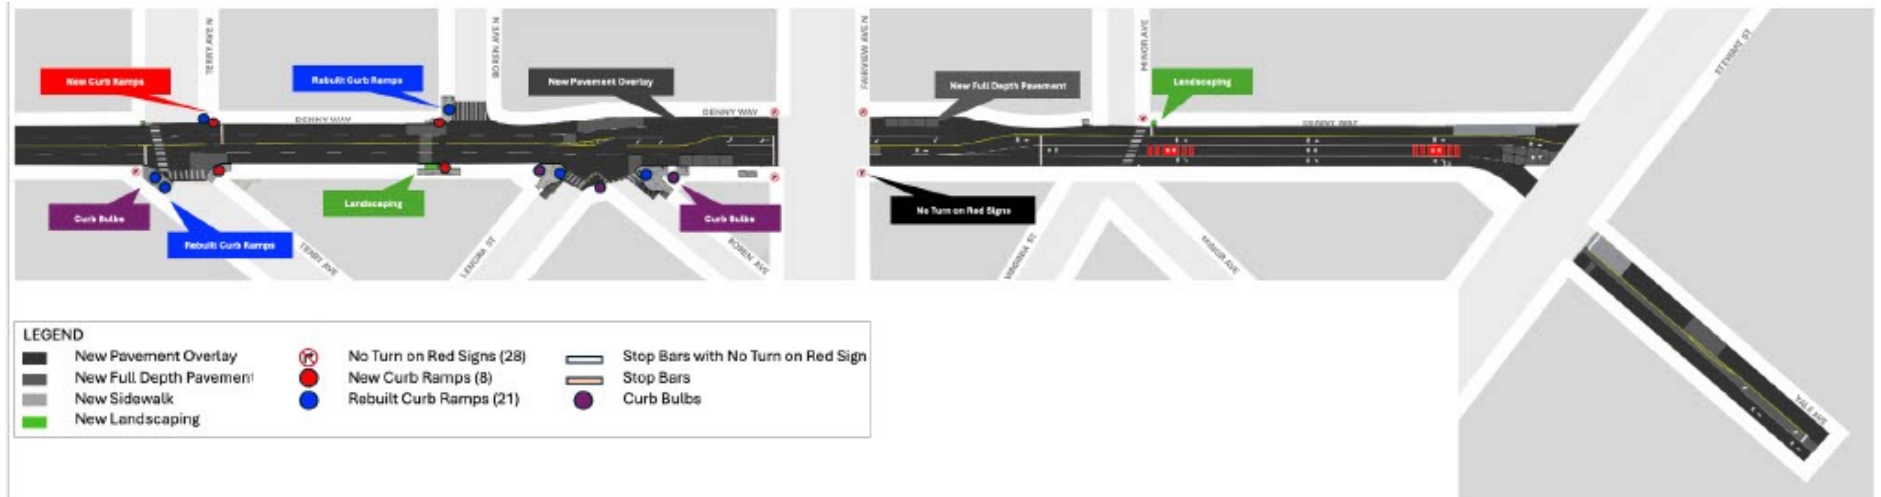 TERRY AVE N
BOREN AVE N
FAIRVIEW AVE N
MINOR AVE
STEWART ST
New Curb Ramps
Rebuilt Curb Ramps
New Pavement Overlay
New Full Depth Pavement
Landscaping
DENNY WAY
DENNY WAY
DENNY WAY
Curb Bulbs
Rebuilt Curb Ramps
Landscaping
Curb Bulbs
No Turn on Red Signs
TERRY AVE
LENORA ST
BOREN AVE
VIRGINIA ST
MINOR AVE
YALE AVE
LEGEND
New Pavement Overlay
No Turn on Red Signs (28)
Stop Bars with No Turn on Red Sign
New Full Depth Pavement
New Curb Ramps (8)
Stop Bars
New Sidewalk
Rebuilt Curb Ramps (21)
Curb Bulbs
New Landscaping